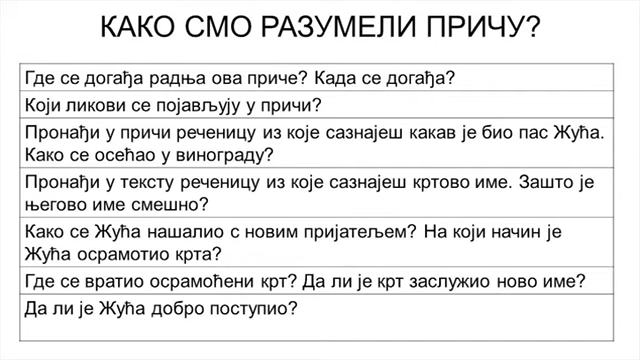 КАКО СМО РАЗУМЕЛИ ПРИЧУ?
Где се догађа радња ова приче? Када се догађа?
Који ликови се појављују у причи?
Пронађи у причи реченицу из које сазнајеш какав је био пас Жућа.
Како се осећао у винограду?
Пронађи у тексту реченицу из које сазнајеш кртово име. Зашто је
његово име смешно?
Како се Жућа нашалио с новим пријатељем? На који начин је
Жућа осрамотио крта?
Где се вратио осрамоћени крт? Да ли је крт заслужио ново име?
Да ли је Жућа добро поступио?